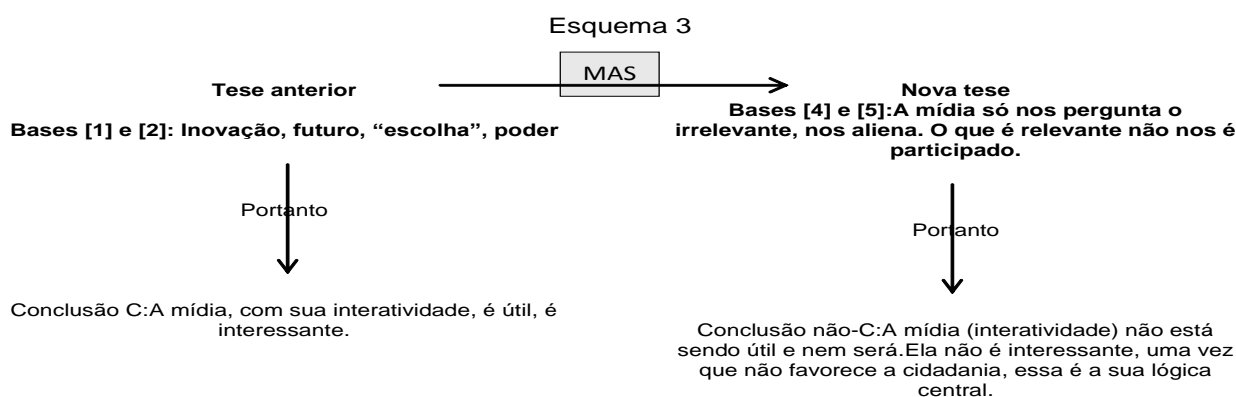 Esquema 3
MAS
Tese anterior
Bases [1] e [2]: Inovação, futuro, “escolha”, poder
Portanto
Conclusão C:A mídia, com sua interatividade, é útil, é
interessante.
Nova tese
Bases [4] e [5]:A mídia só nos pergunta o
irrelevante, nos aliena. O que é relevante não nos é
participado.
Portanto
Conclusão não-C:A mídia (interatividade) não está
sendo útil e nem será.Ela não é interessante, uma vez
que não favorece a cidadania, essa é a sua lógica
central.